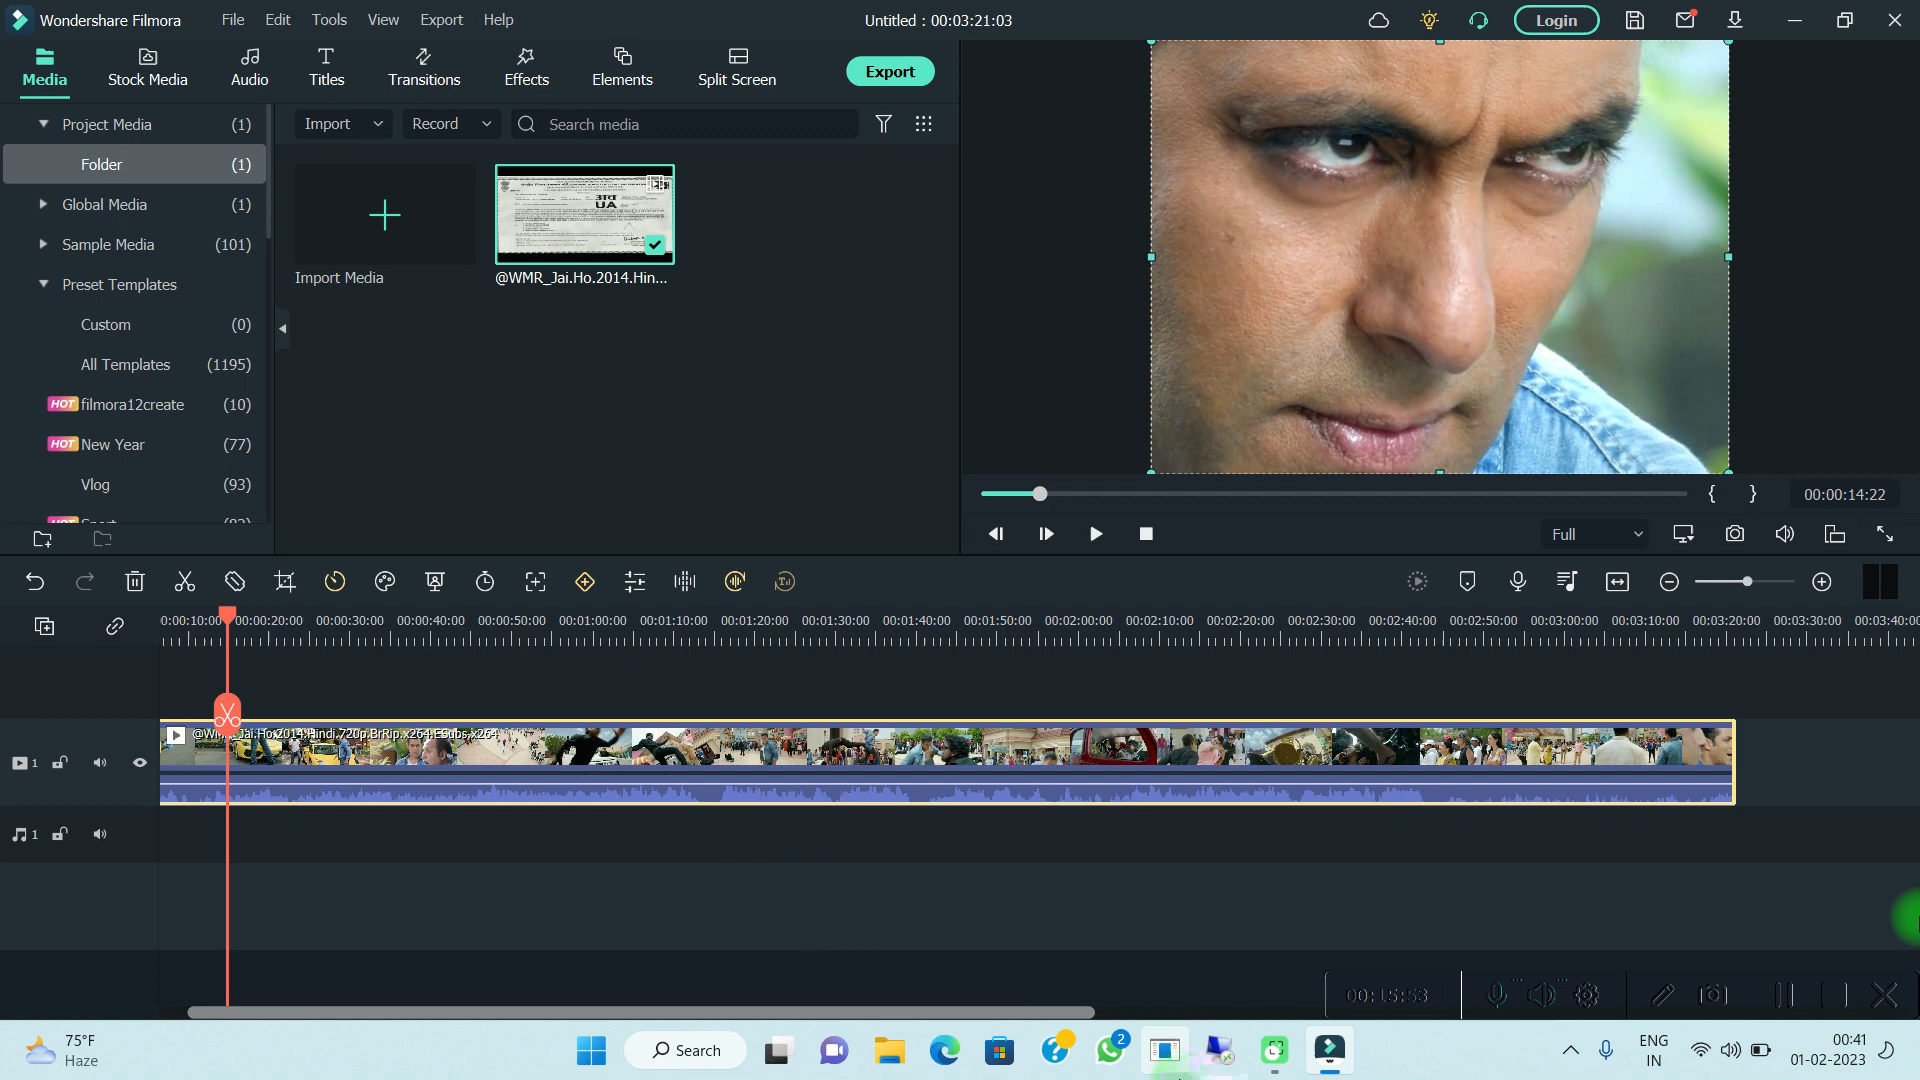 Wondershare Filmora
File
Edit
Tools
View
Export
Help
Untitled : 00:03:21:03
Login
Media
Stock Media
Audio
Titles
Transitions
Effects
Elements
Split Screen
Export
Project Media (1)
Folder (1)
Global Media (1)
Sample Media (101)
Preset Templates
Custom (0)
All Templates (1195)
HOT filmora12create (10)
HOT New Year (77)
Vlog (93)
Import
Record
Search media
Import Media
UA
@WMR_Jai.Ho.2014.Hin...
{ }
00:00:14:22
Full
0:00:10:00 00:00:20:00 00:00:30:00 00:00:40:00 00:00:50:00 00:01:00:00 00:01:10:00 00:01:20:00 00:01:30:00 00:01:40:00 00:01:50:00 00:02:00:00 00:02:10:00 00:02:20:00 00:02:30:00 00:02:40:00 00:02:50:00 00:03:00:00 00:03:10:00 00:03:20:00 00:03:30:00 00:03:40:00
Jai.Ho.2014.Hindi.720p.BrRip.x264.ESubs.x264
1
1
00:15:53
75°F
Haze
Search
2
ENG
IN
00:41
01-02-2023